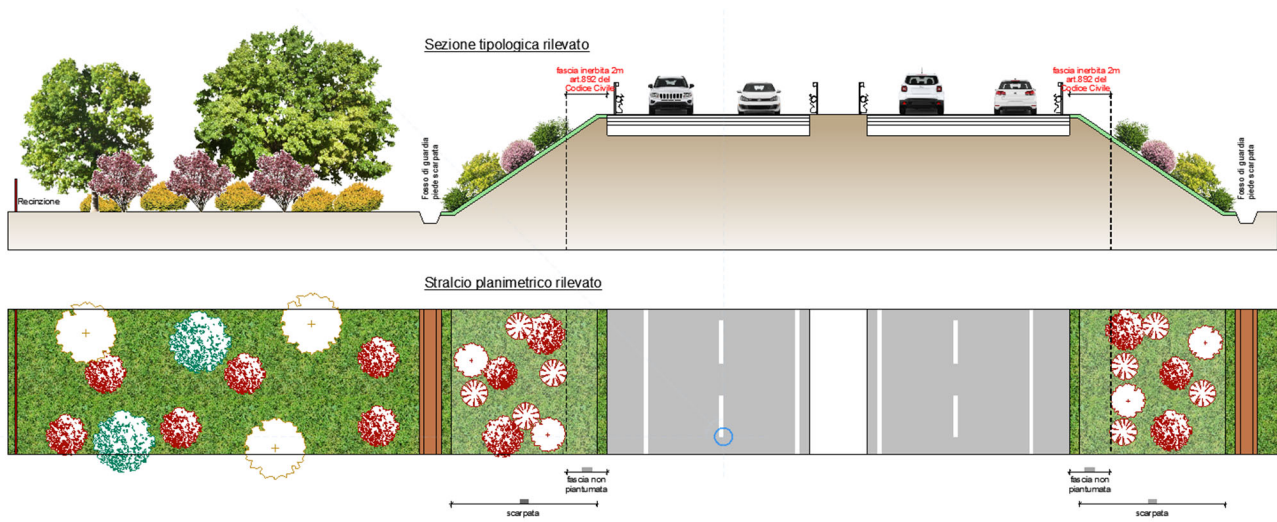 Sezione tipologica rilevato
fascia inerbita 2m
art.892 del
Codice Civile
fascia inerbita 2m
art.892 del
Codice Civile
Recinzione
Fosso di guardia
piede scarpata
Fosso di guardia
piede scarpata
Stralcio planimetrico rilevato
fascia non
piantumata
fascia non
piantumata
scarpata
scarpata